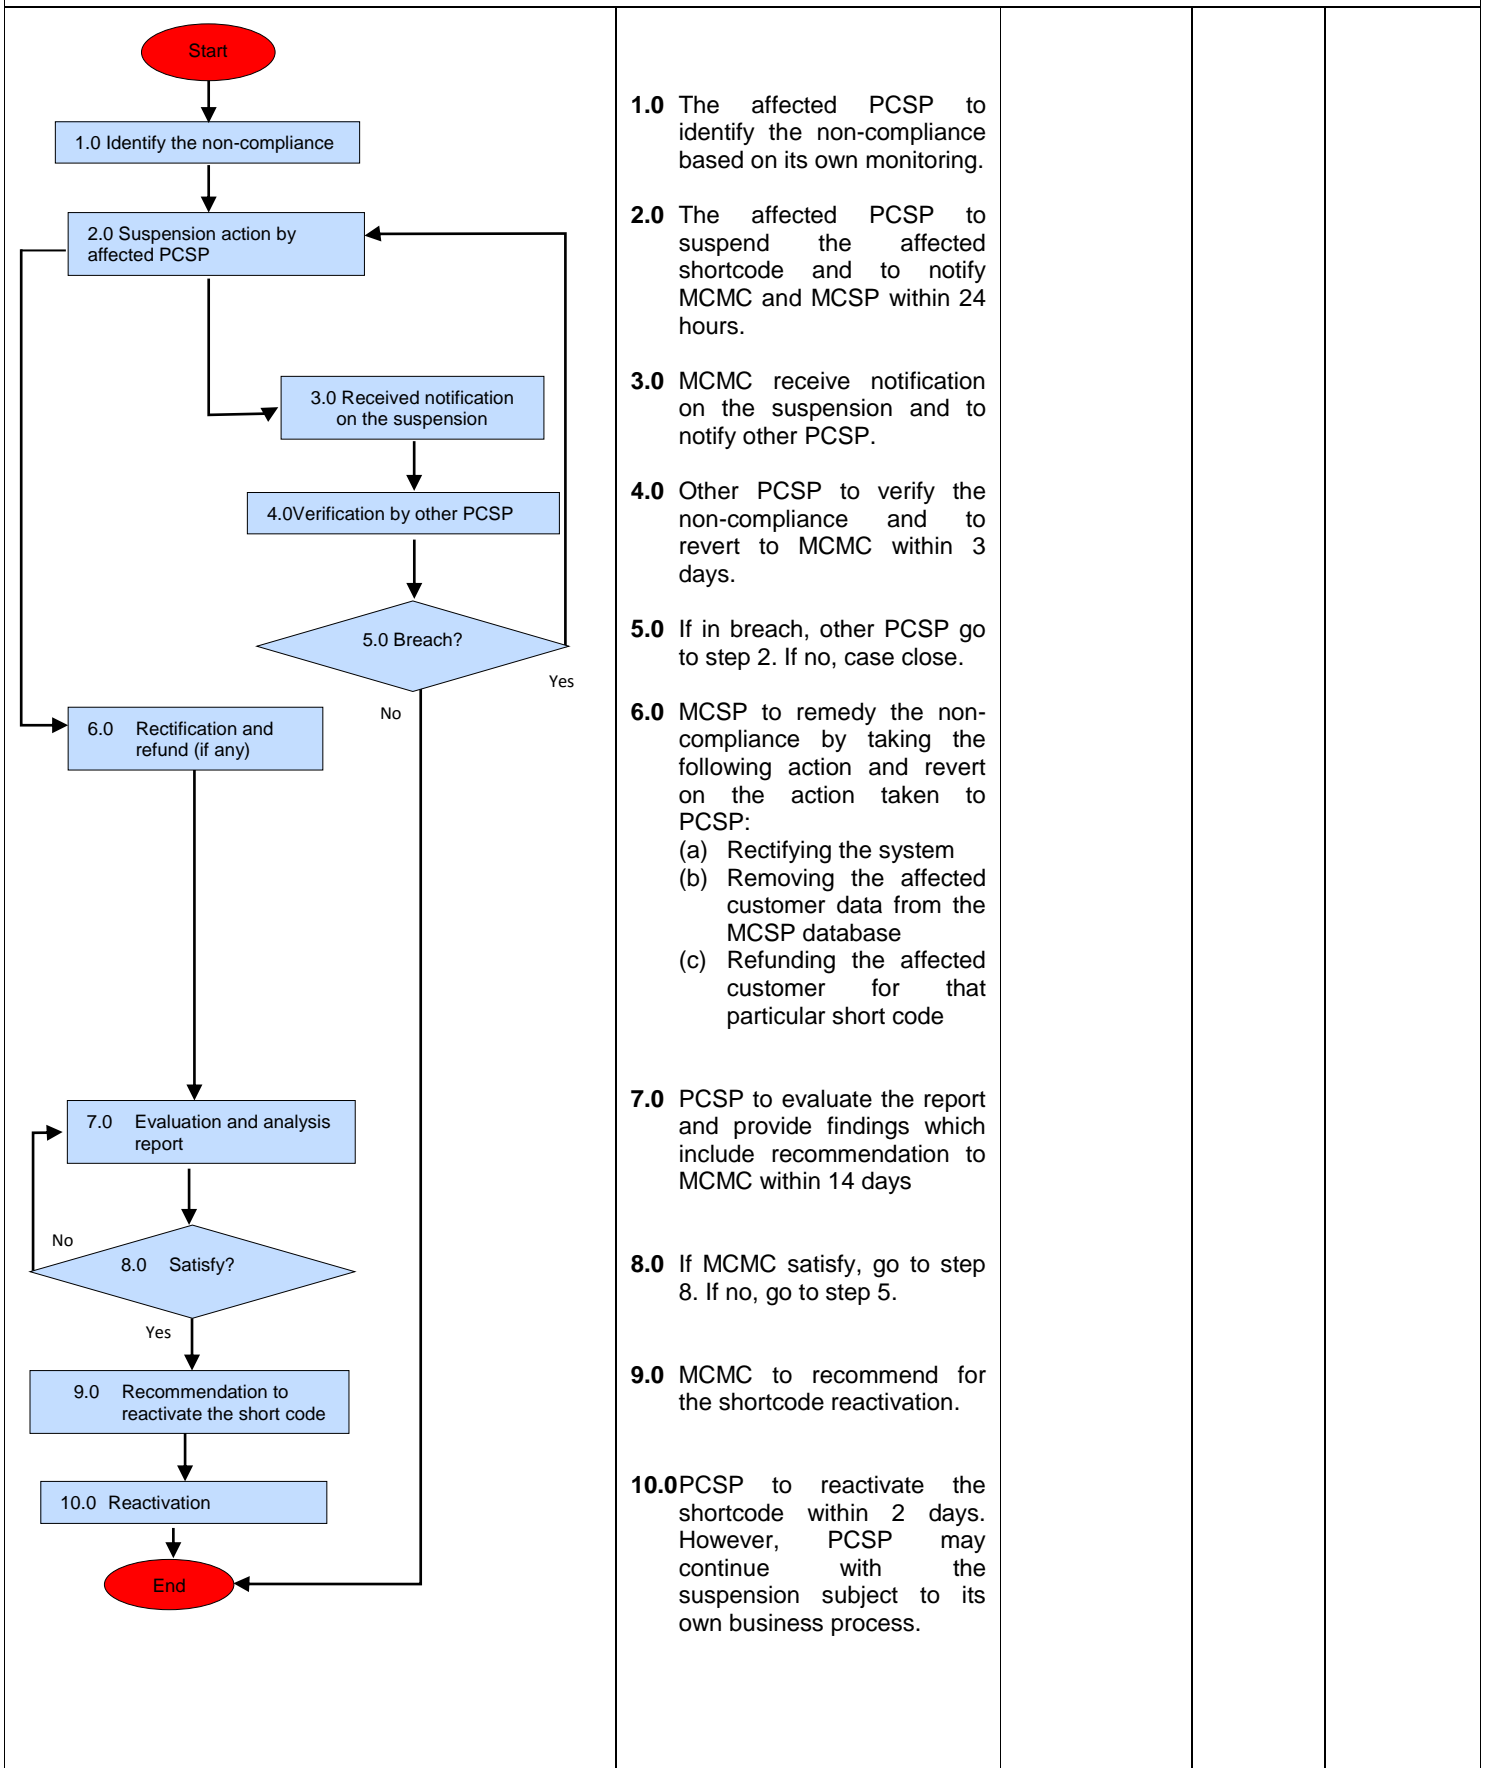 Start
1.0 Identify the non-compliance
2.0 Suspension action by
affected PCSP
3.0 Received notification
on the suspension
4.0Verification by other PCSP
5.0 Breach?
Yes
No
6.0 Rectification and
refund (if any)
7.0 Evaluation and analysis
report
No
8.0 Satisfy?
Yes
9.0 Recommendation to
reactivate the short code
10.0 Reactivation
End
1.0 The affected PCSP to
identify the non-compliance
based on its own monitoring.
2.0 The affected PCSP to
suspend the affected
shortcode and to notify
MCMC and MCSP within 24
hours.
3.0 MCMC receive notification
on the suspension and to
notify other PCSP.
4.0 Other PCSP to verify the
non-compliance and to
revert to MCMC within 3
days.
5.0 If in breach, other PCSP go
to step 2. If no, case close.
6.0 MCSP to remedy the non-
compliance by taking the
following action and revert
on the action taken to
PCSP:
(a) Rectifying the system
(b) Removing the affected
customer data from the
MCSP database
(c) Refunding the affected
customer for that
particular short code
7.0 PCSP to evaluate the report
and provide findings which
include recommendation to
MCMC within 14 days
8.0 If MCMC satisfy, go to step
8. If no, go to step 5.
9.0 MCMC to recommend for
the shortcode reactivation.
10.0PCSP to reactivate the
shortcode within 2 days.
However, PCSP may
continue with the
suspension subject to its
own business process.